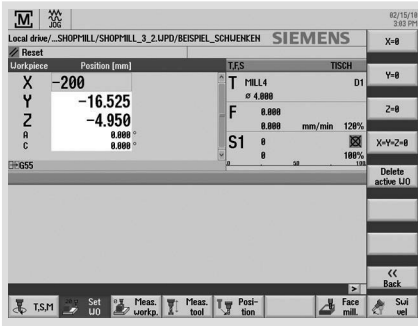 M JOG 02/15/10
3:03 PM
Local drive/...SHOPMILL/SHOPMILL_3_2.WPD/BEISPIEL_SCHWENKEN SIEMENS
// Reset
Workpiece Position [mm] T,F,S TISCH
X -200
Y -16.525
Z -4.950
A 0.000 °
C 0.000 °
G55
T MILL4 D1
ø 4.000
F 0.000
0.000 mm/min 120%
S1 0
0 100%
0 50 100
X=0
Y=0
Z=0
X=Y=Z=0
Delete
active WO
<<
Back
T,S,M
Set
WO
Meas.
workp.
Meas.
tool
Posi-
tion
Face
mill.
Swi
vel